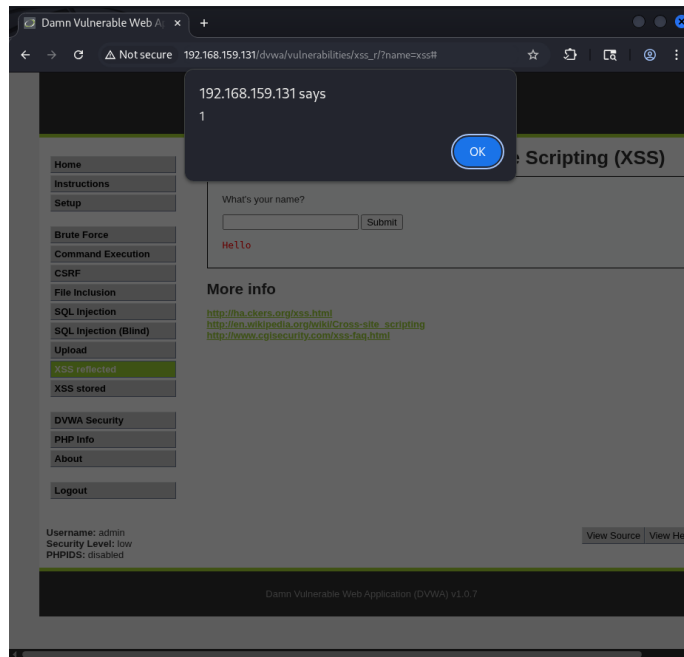 Damn Vulnerable Web A
Not secure 192.168.159.131/dvwa/vulnerabilities/xss_r/?name=xss#
192.168.159.131 says
1
OK
Scripting (XSS)
Home
Instructions
Setup
Brute Force
Command Execution
CSRF
File Inclusion
SQL Injection
SQL Injection (Blind)
Upload
XSS reflected
XSS stored
DVWA Security
PHP Info
About
Logout
What's your name?
Submit
Hello
More info
http://ha.ckers.org/xss.html
http://en.wikipedia.org/wiki/Cross-site_scripting
http://www.cgisecurity.com/xss-faq.html
Username: admin
Security Level: low
PHPIDS: disabled
View Source View He
Damn Vulnerable Web Application (DVWA) v1.0.7